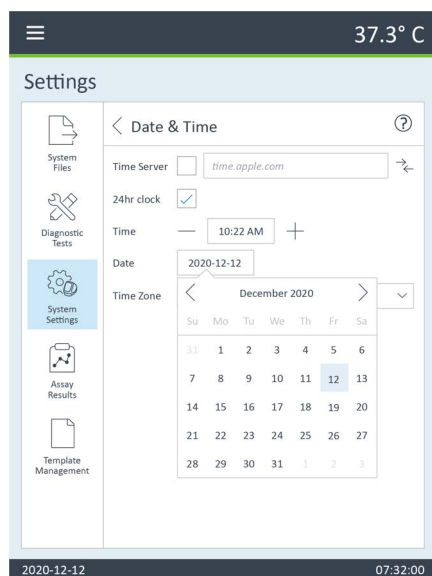 37.3° C
Settings
System
Files
Diagnostic
Tests
System
Settings
Assay
Results
Template
Management
Date & Time
?
Time Server
time.apple.com
24hr clock
Time
10:22 AM
Date
2020-12-12
Time Zone
December 2020
Su Mo Tu We Th Fr Sa
31 1 2 3 4 5 6
7 8 9 10 11 12 13
14 15 16 17 18 19 20
21 22 23 24 25 26 27
28 29 30 31 1 2 3
2020-12-12 07:32:00